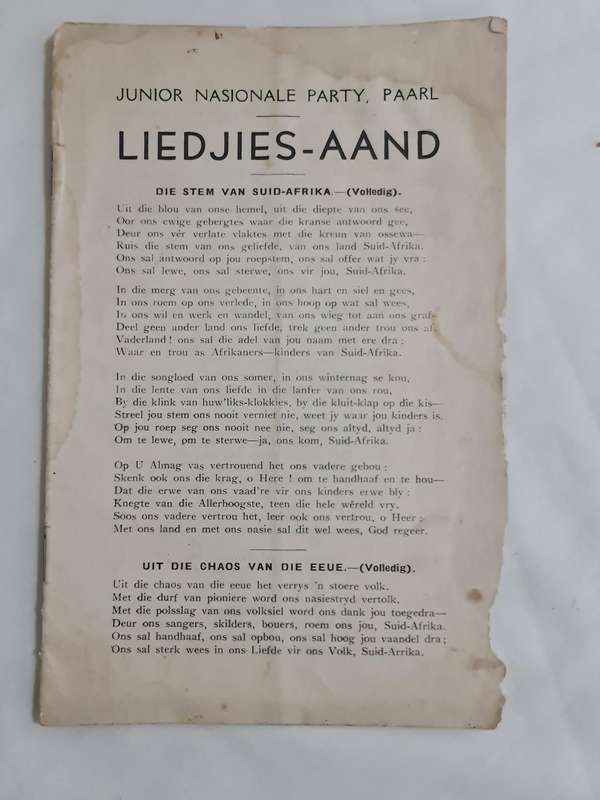 JUNIOR NASIONALE PARTY, PAARL
LIEDJIES-AAND
DIE STEM VAN SUID-AFRIKA.—(Volledig).
Uit die blou van onse hemel, uit die diepte van ons see,
Oor ons ewige gebergtes waar die kranse antwoord gee,
Deur ons vér verlate vlaktes met die kreun van ossewa—
Ruis die stem van ons geliefde, van ons land Suid-Afrika.
Ons sal antwoord op jou roepstem, ons sal offer wat jy vra:
Ons sal lewe, ons sal sterwe, ons vir jou, Suid-Afrika.
In die merg van ons gebeente, in ons hart en siel en gees,
In ons roem op ons verlede, in ons hoop op wat sal wees,
In ons wil en werk en wandel, van ons wieg tot aan ons graf—
Deel geen ander land ons liefde, trek geen ander trou ons af.
Vaderland! ons sal die adel van jou naam met ere dra:
Waar en trou as Afrikaners—kinders van Suid-Afrika.
In die songloed van ons somer, in ons winternag se kou,
In die lente van ons liefde in die lanfer van ons rou,
By die klink van huw'liks-klokkies, by die kluit-klap op die kis—
Streel jou stem ons nooit verniet nie, weet jy waar jou kinders is.
Op jou roep seg ons nooit nee nie, seg ons altyd, altyd ja:
Om te lewe, om te sterwe—ja, ons kom, Suid-Afrika.
Op U Almag vas vertrouend het ons vadere gebou:
Skenk ook ons die krag, o Here! om te handhaaf en te hou—
Dat die erwe van ons vaad're vir ons kinders erwe bly:
Knegte van die Allerhoogste, teen die hele wêreld vry.
Soos ons vadere vertrou het, leer ook ons vertrou, o Heer:
Met ons land en met ons nasie sal dit wel wees, God regeer.
UIT DIE CHAOS VAN DIE EEUE.—(Volledig).
Uit die chaos van die eeue het verrys 'n stoere volk.
Met die durf van pioniere word ons nasiestryd vertolk.
Met die polsslag van ons volksiel word ons dank jou toegedra—
Deur ons sangers, skilders, bouers, roem ons jou, Suid-Afrika.
Ons sal handhaaf, ons sal opbou, ons sal hoog jou vaandel dra;
Ons sal sterk wees in ons Liefde vir ons Volk, Suid-Arrika.